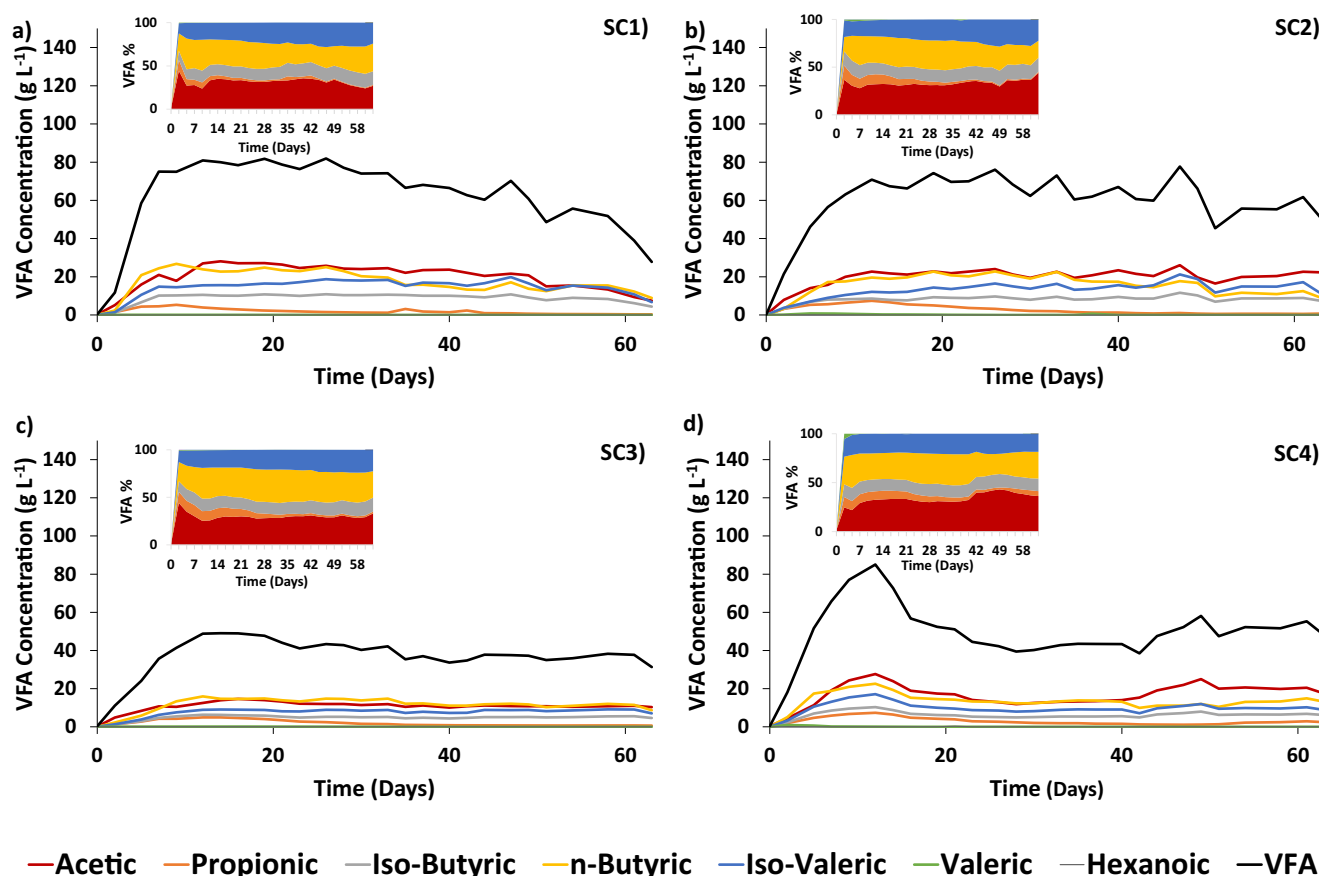 a)
SC1)
VFA Concentration (g L⁻¹)
140
120
100
80
60
40
20
0
0 20 40 60
Time (Days)
VFA %
100
50
0
0 7 14 21 28 35 42 49 58
Time (Days)
b)
SC2)
VFA Concentration (g L⁻¹)
140
120
100
80
60
40
20
0
0 20 40 60
Time (Days)
VFA %
100
50
0
0 7 14 21 28 35 42 49 58
Time (Days)
c)
SC3)
VFA Concentration (g L⁻¹)
140
120
100
80
60
40
20
0
0 20 40 60
Time (Days)
VFA %
100
50
0
0 7 14 21 28 35 42 49 58
Time (Days)
d)
SC4)
VFA Concentration (g L⁻¹)
140
120
100
80
60
40
20
0
0 20 40 60
Time (Days)
VFA %
100
50
0
0 7 14 21 28 35 42 49 58
Time (Days)
Acetic Propionic Iso-Butyric n-Butyric Iso-Valeric Valeric Hexanoic VFA